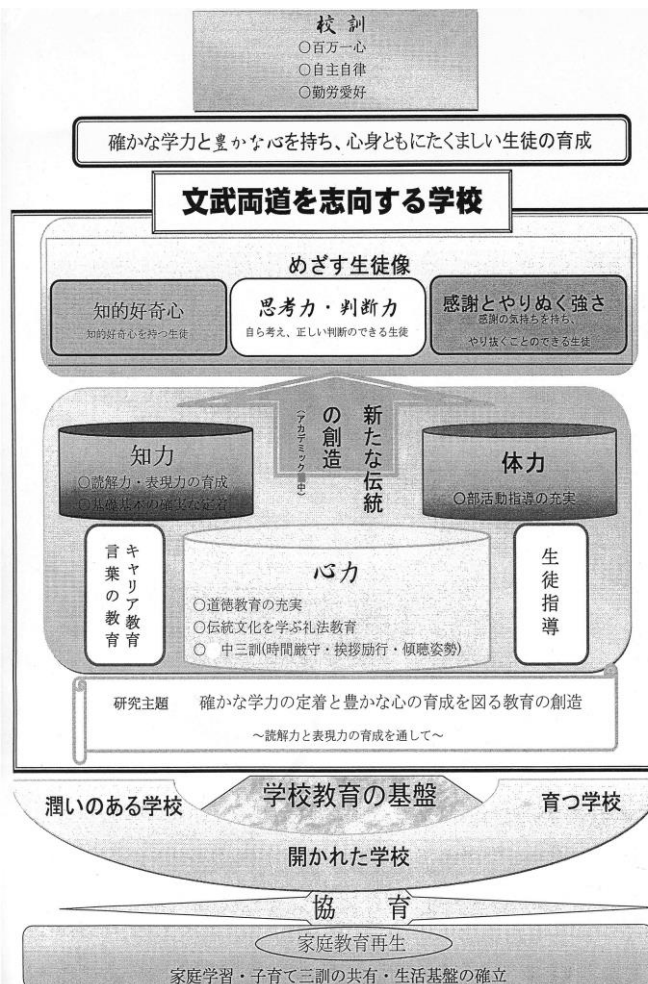 校訓
○百万一心
○自主自律
○勤労愛好
確かな学力と豊かな心を持ち、心身ともにたくましい生徒の育成
文武両道を志向する学校
めざす生徒像
知的好奇心
知的好奇心を持つ生徒
思考力・判断力
自ら考え、正しい判断のできる生徒
感謝とやりぬく強さ
感謝の気持ちを持ち、
やり抜くことのできる生徒
新たな伝統
の創造
(アカデミック 中)
知力
○読解力・表現力の育成
○基礎基本の確実な定着
体力
○部活動指導の充実
キャリア教育
言葉の教育
心力
○道徳教育の充実
○伝統文化を学ぶ礼法教育
○ 中三訓(時間厳守・挨拶励行・傾聴姿勢)
生徒指導
研究主題 確かな学力の定着と豊かな心の育成を図る教育の創造
～読解力と表現力の育成を通して～
潤いのある学校
学校教育の基盤
育つ学校
開かれた学校
協育
家庭教育再生
家庭学習・子育て三訓の共有・生活基盤の確立